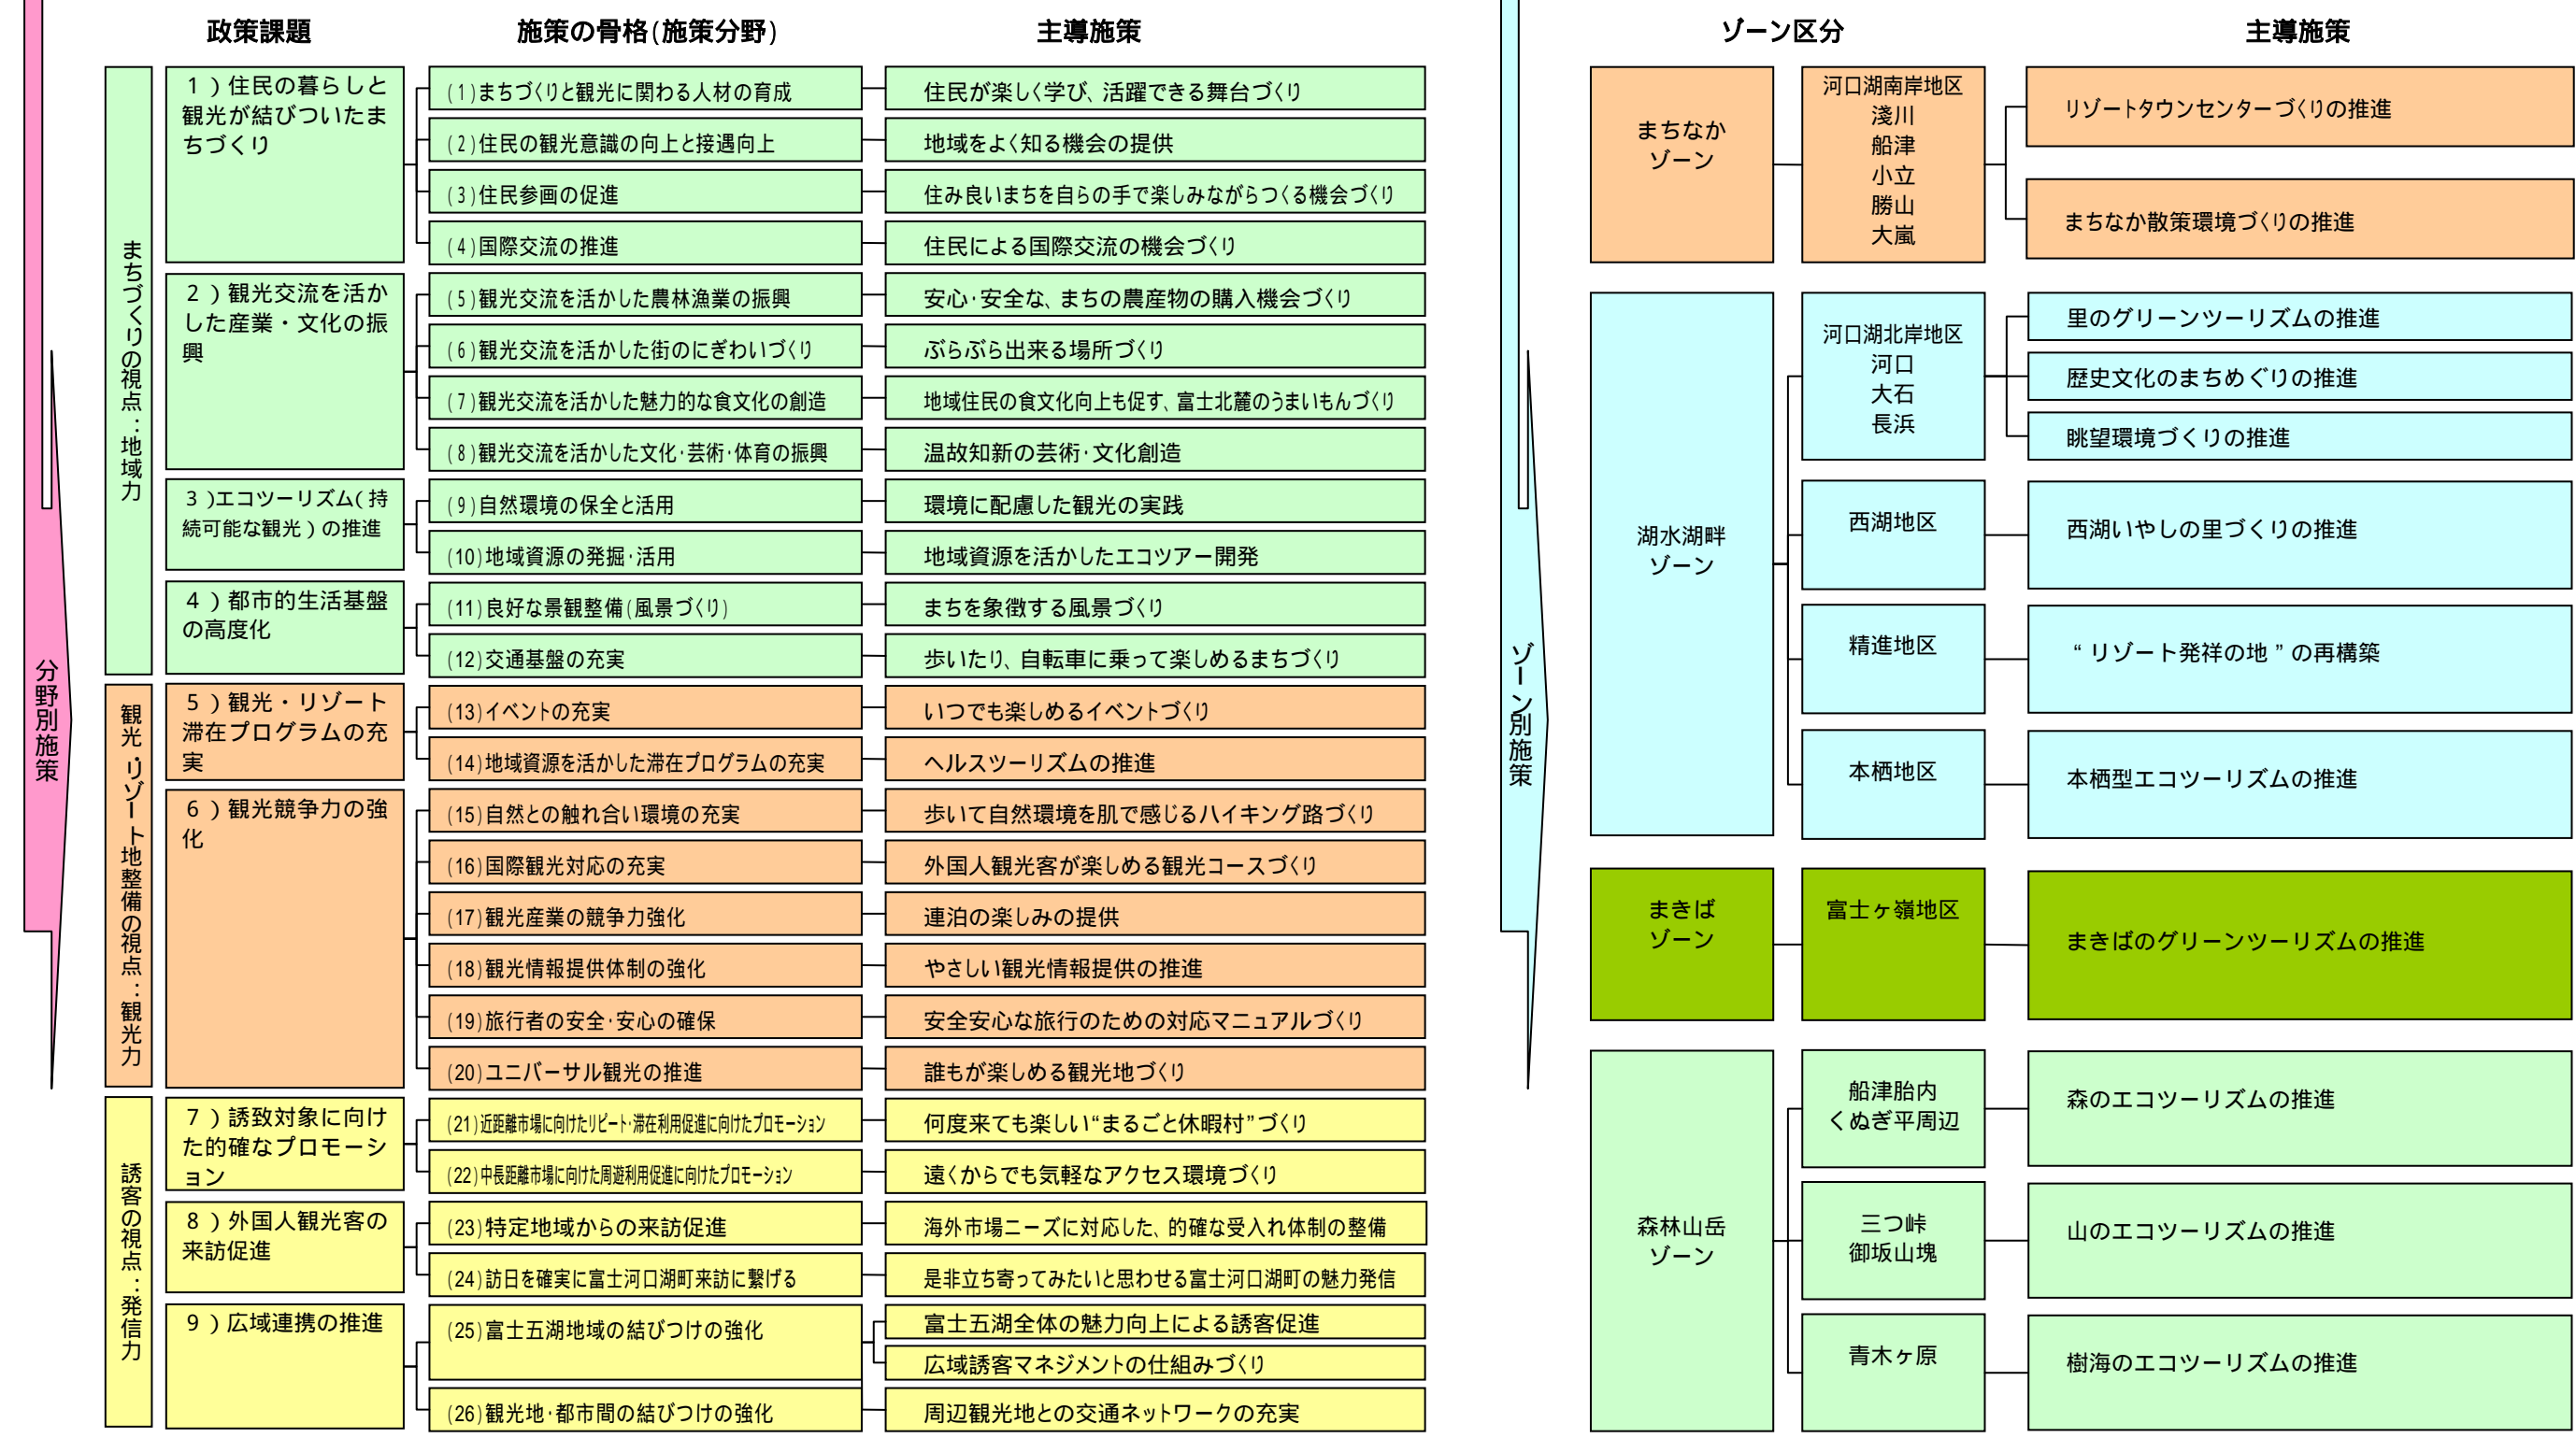 政策課題
施策の骨格(施策分野)
主導施策
分野別施策
まちづくりの視点:地域力
1)住民の暮らしと
観光が結びついたま
ちづくり
(1)まちづくりと観光に関わる人材の育成
住民が楽しく学び、活躍できる舞台づくり
(2)住民の観光意識の向上と接遇向上
地域をよく知る機会の提供
(3)住民参画の促進
住み良いまちを自らの手で楽しみながらつくる機会づくり
(4)国際交流の推進
住民による国際交流の機会づくり
2)観光交流を活か
した産業・文化の振
興
(5)観光交流を活かした農林漁業の振興
安心・安全な、まちの農産物の購入機会づくり
(6)観光交流を活かした街のにぎわいづくり
ぶらぶら出来る場所づくり
(7)観光交流を活かした魅力的な食文化の創造
地域住民の食文化向上も促す、富士北麓のうまいもんづくり
(8)観光交流を活かした文化・芸術・体育の振興
温故知新の芸術・文化創造
3)エコツーリズム(持
続可能な観光)の推進
(9)自然環境の保全と活用
環境に配慮した観光の実践
(10)地域資源の発掘・活用
地域資源を活かしたエコツアー開発
4)都市的生活基盤
の高度化
(11)良好な景観整備(風景づくり)
まちを象徴する風景づくり
(12)交通基盤の充実
歩いたり、自転車に乗って楽しめるまちづくり
観光・リゾート地整備の視点:観光力
5)観光・リゾート
滞在プログラムの充
実
(13)イベントの充実
いつでも楽しめるイベントづくり
(14)地域資源を活かした滞在プログラムの充実
ヘルスツーリズムの推進
6)観光競争力の強
化
(15)自然との触れ合い環境の充実
歩いて自然環境を肌で感じるハイキング路づくり
(16)国際観光対応の充実
外国人観光客が楽しめる観光コースづくり
(17)観光産業の競争力強化
連泊の楽しみの提供
(18)観光情報提供体制の強化
やさしい観光情報提供の推進
(19)旅行者の安全・安心の確保
安全安心な旅行のための対応マニュアルづくり
(20)ユニバーサル観光の推進
誰もが楽しめる観光地づくり
誘客の視点:発信力
7)誘致対象に向け
た的確なプロモーシ
ョン
(21)近距離市場に向けたリピート・滞在利用促進に向けたプロモーション
何度来ても楽しい“まるごと休暇村”づくり
(22)中長距離市場に向けた周遊利用促進に向けたプロモーション
遠くからでも気軽なアクセス環境づくり
8)外国人観光客の
来訪促進
(23)特定地域からの来訪促進
海外市場ニーズに対応した、的確な受入れ体制の整備
(24)訪日を確実に富士河口湖町来訪に繋げる
是非立ち寄ってみたいと思わせる富士河口湖町の魅力発信
9)広域連携の推進
(25)富士五湖地域の結びつけの強化
富士五湖全体の魅力向上による誘客促進
広域誘客マネジメントの仕組みづくり
(26)観光地・都市間の結びつけの強化
周辺観光地との交通ネットワークの充実
ゾーン区分
主導施策
ゾーン別施策
まちなか
ゾーン
河口湖南岸地区
淺川
船津
小立
勝山
大嵐
リゾートタウンセンターづくりの推進
まちなか散策環境づくりの推進
湖水湖畔
ゾーン
河口湖北岸地区
河口
大石
長浜
里のグリーンツーリズムの推進
歴史文化のまちめぐりの推進
眺望環境づくりの推進
西湖地区
西湖いやしの里づくりの推進
精進地区
“リゾート発祥の地”の再構築
本栖地区
本栖型エコツーリズムの推進
まきば
ゾーン
富士ヶ嶺地区
まきばのグリーンツーリズムの推進
森林山岳
ゾーン
船津胎内
くぬぎ平周辺
森のエコツーリズムの推進
三つ峠
御坂山塊
山のエコツーリズムの推進
青木ヶ原
樹海のエコツーリズムの推進